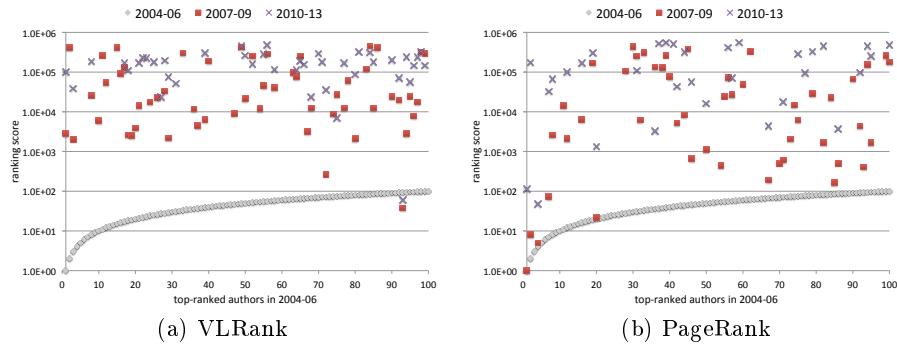 2004-06 2007-09 2010-13
1.0E+06
1.0E+05
1.0E+04
1.0E+03
1.0E+02
1.0E+01
1.0E+00
ranking score
0 10 20 30 40 50 60 70 80 90 100
top-ranked authors in 2004-06
(a) VLRank
2004-06 2007-09 2010-13
1.0E+06
1.0E+05
1.0E+04
1.0E+03
1.0E+02
1.0E+01
1.0E+00
ranking score
0 10 20 30 40 50 60 70 80 90 100
top-ranked authors in 2004-06
(b) PageRank